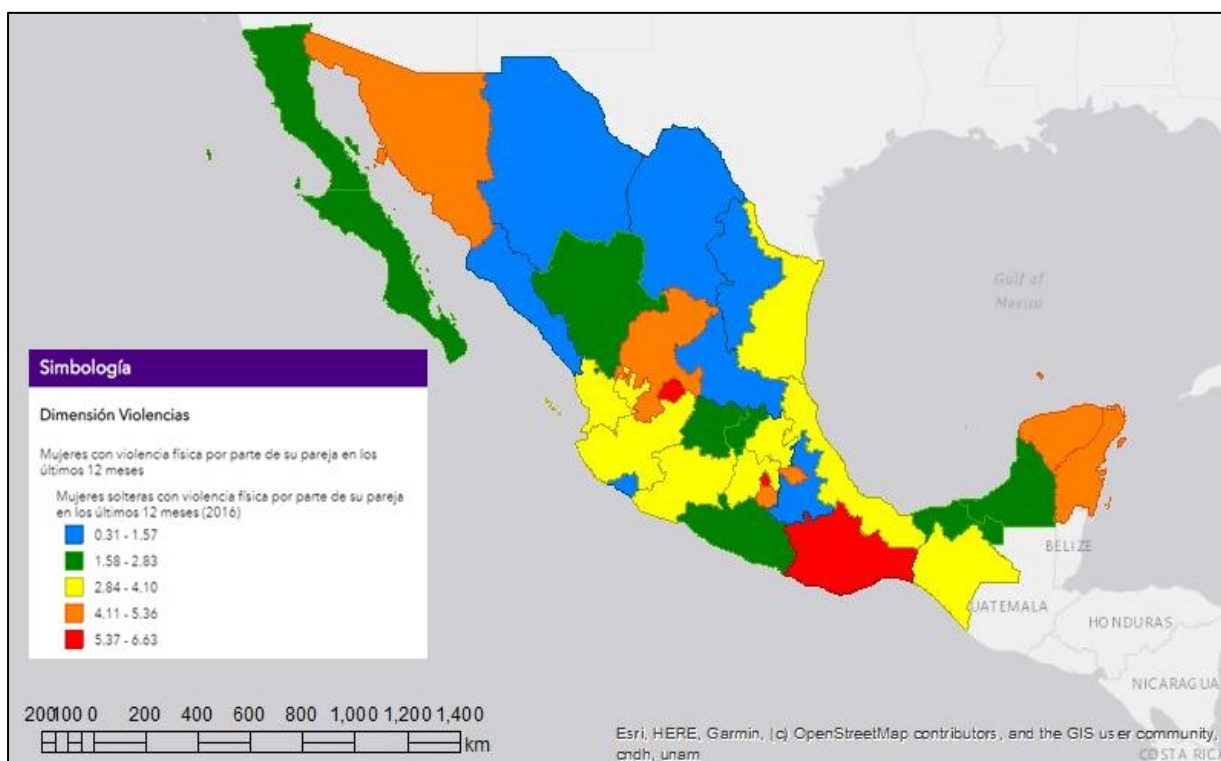 Gulf of
Mexico
Simbología
Dimensión Violencias
Mujeres con violencia física por parte de su pareja en los
últimos 12 meses
Mujeres solteras con violencia física por parte de su pareja
en los últimos 12 meses (2016)
0.31 - 1.57
1.58 - 2.83
2.84 - 4.10
4.11 - 5.36
5.37 - 6.63
BELIZE
UATEMALA
HONDURAS
NICARAGUA
200 100 0 200 400 600 800 1,000 1,200 1,400
km
Esri, HERE, Garmin, (c) OpenStreetMap contributors, and the GIS user community,
cndh, unam
COSTA RICA